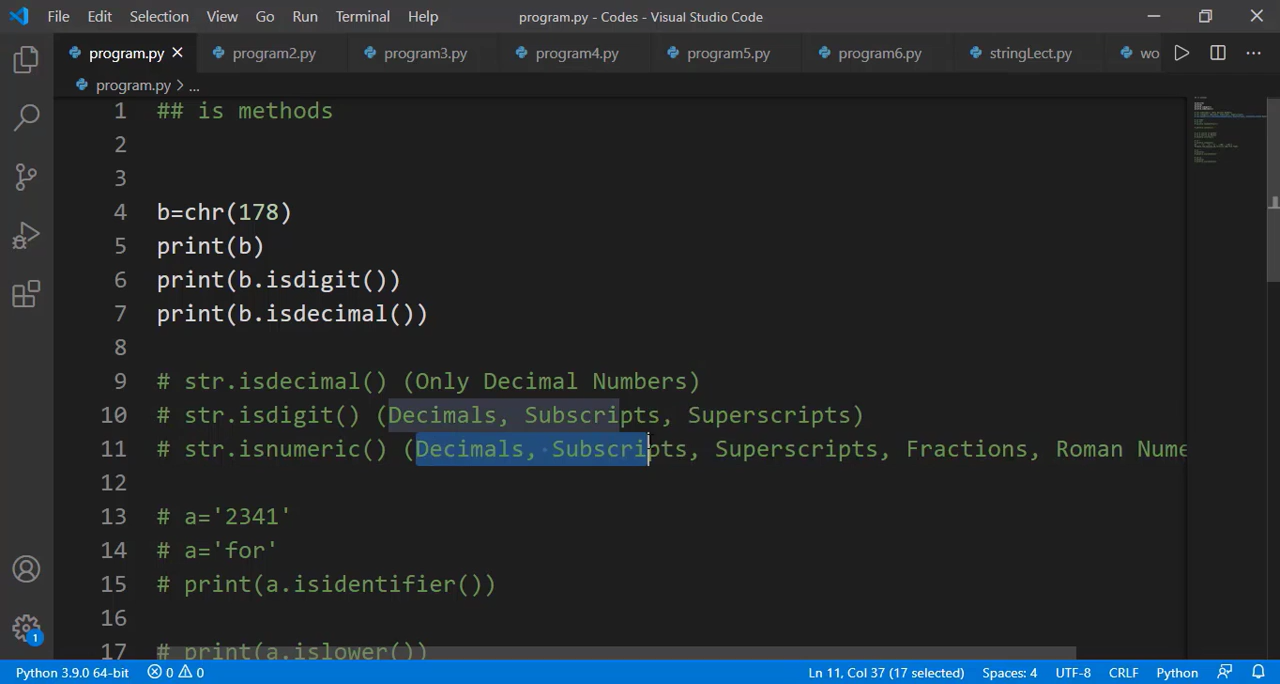 File Edit Selection View Go Run Terminal Help program.py - Codes - Visual Studio Code
program.py program2.py program3.py program4.py program5.py program6.py stringLect.py wo
program.py > ...
1 ## is methods
2
3
4 b=chr(178)
5 print(b)
6 print(b.isdigit())
7 print(b.isdecimal())
8
9 # str.isdecimal() (Only Decimal Numbers)
10 # str.isdigit() (Decimals, Subscripts, Superscripts)
11 # str.isnumeric() (Decimals, Subscripts, Superscripts, Fractions, Roman Nume
12
13 # a='2341'
14 # a='for'
15 # print(a.isidentifier())
16
17 # print(a.islower())
1
Python 3.9.0 64-bit 0 0 Ln 11, Col 37 (17 selected) Spaces: 4 UTF-8 CRLF Python